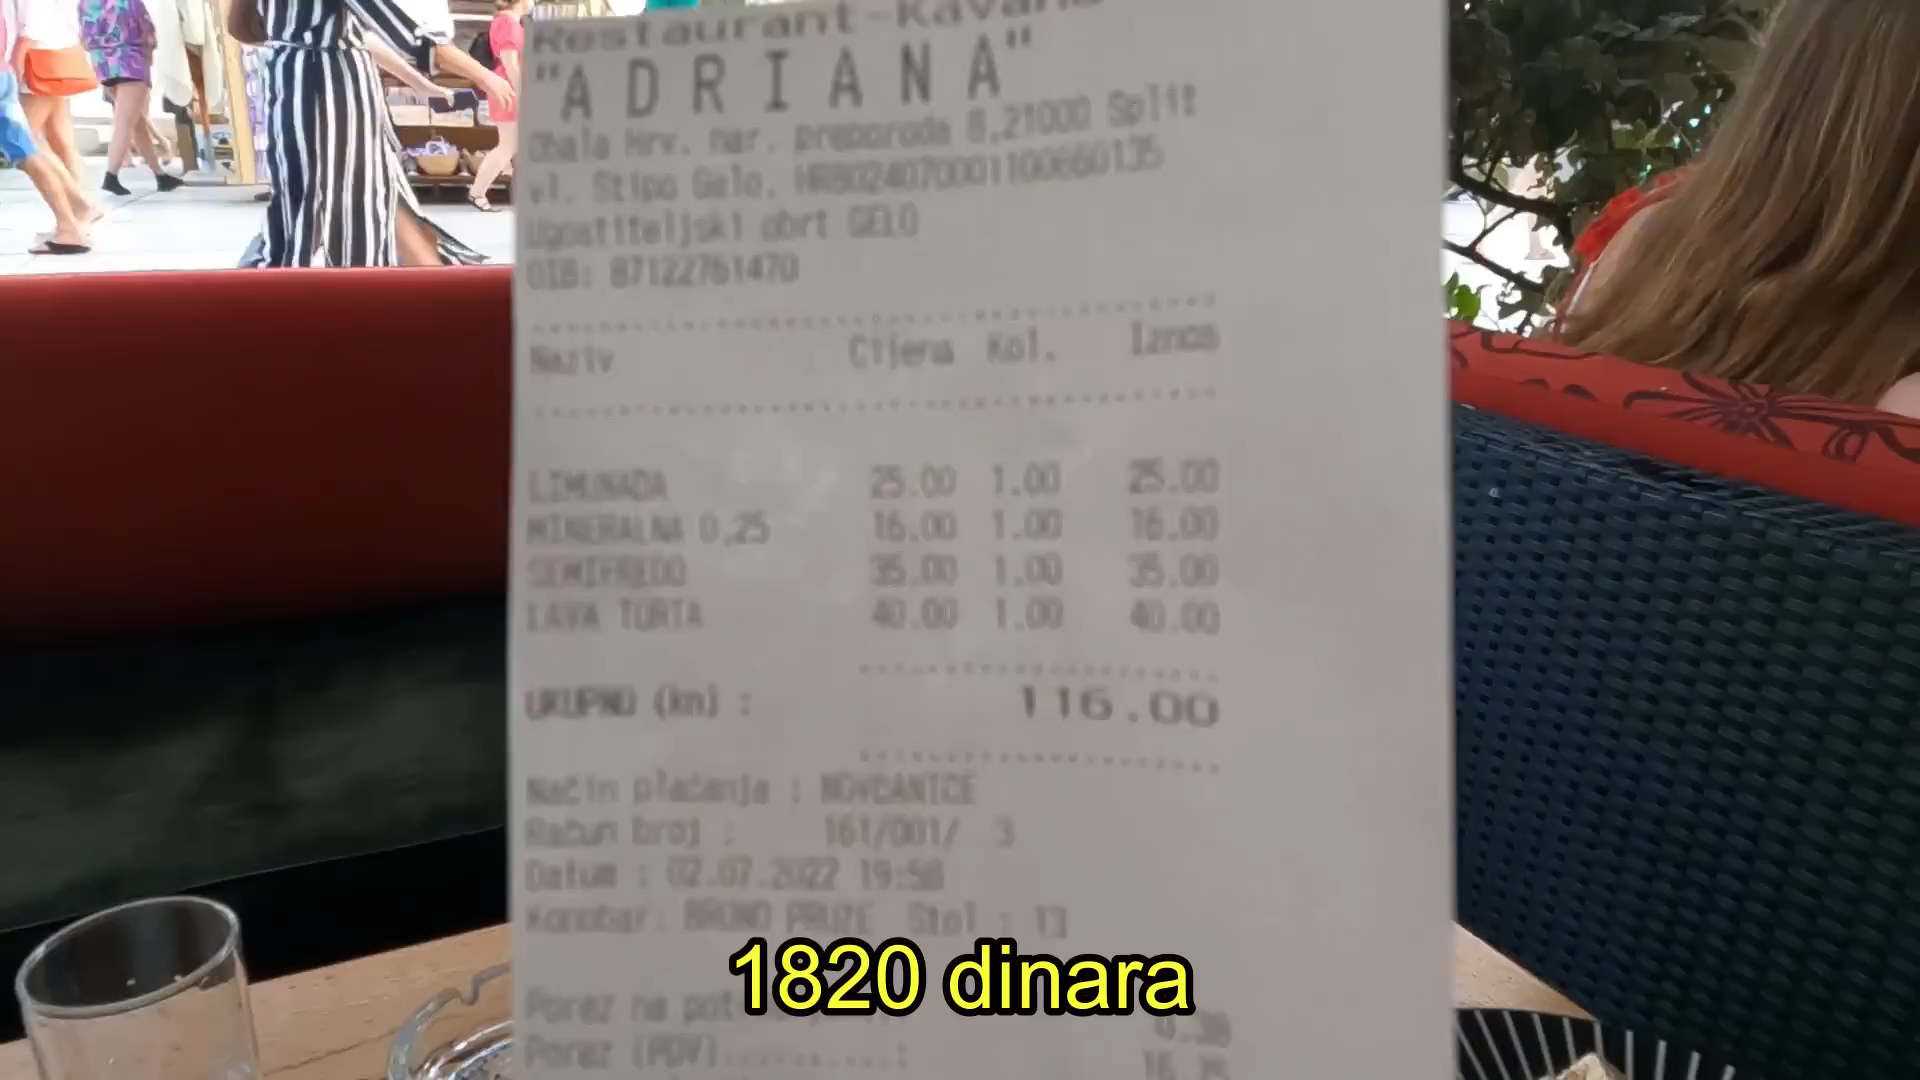 Restaurant-Kavana
"ADRIANA"
Obala Hrv. nar. preporoda 8,21000 Split
vl. Stipo Gelo, HR9024070001100660135
Ugostiteljski obrt GELO
OIB: 87122761470
Naziv Cijena Kol. Iznos
LIMUNADA 25.00 1.00 25.00
MINERALNA 0,25 16.00 1.00 16.00
SEMIFREDO 35.00 1.00 35.00
LAVA TORTA 40.00 1.00 40.00
UKUPNO (kn) : 116.00
Način plaćanja : NOVČANICE
Račun broj : 161/001/ 3
Datum : 02.07.2022 19:58
Konobar: BRUNO Stol : 13
1820 dinara
Porez na
Porez (PDV)..........: